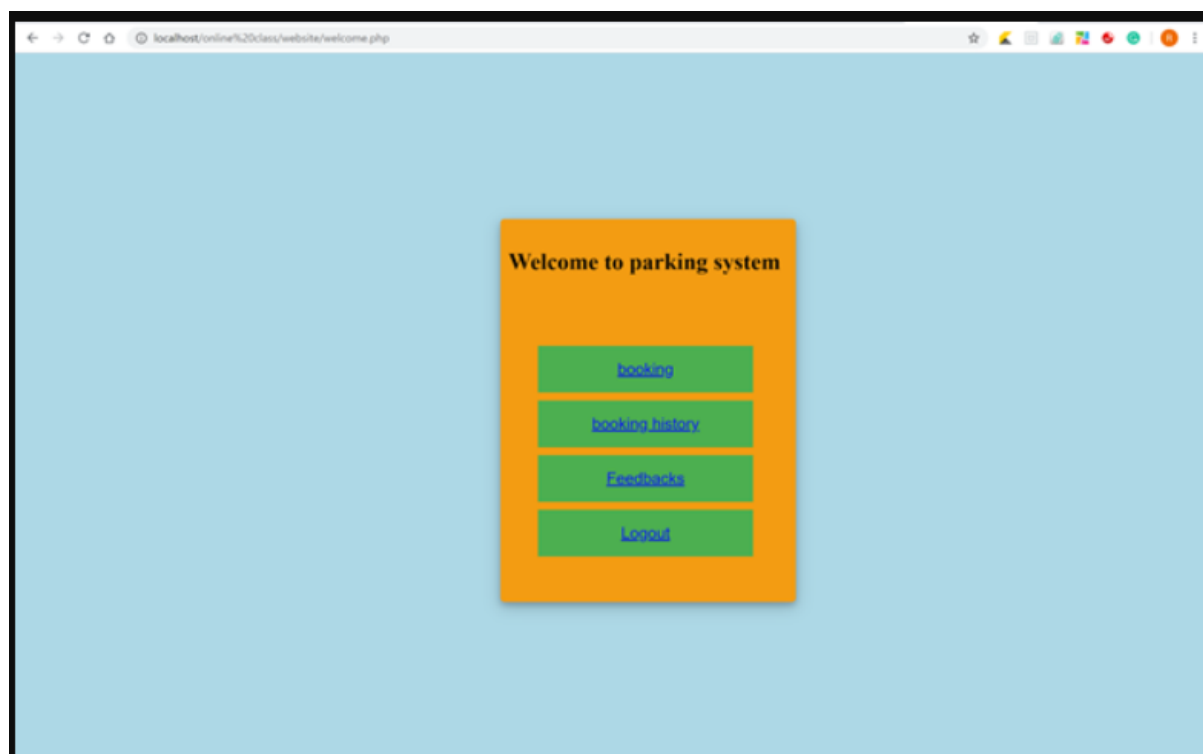 localhost/online%20class/website/welcome.php
Welcome to parking system
booking
booking history
Feedbacks
Logout